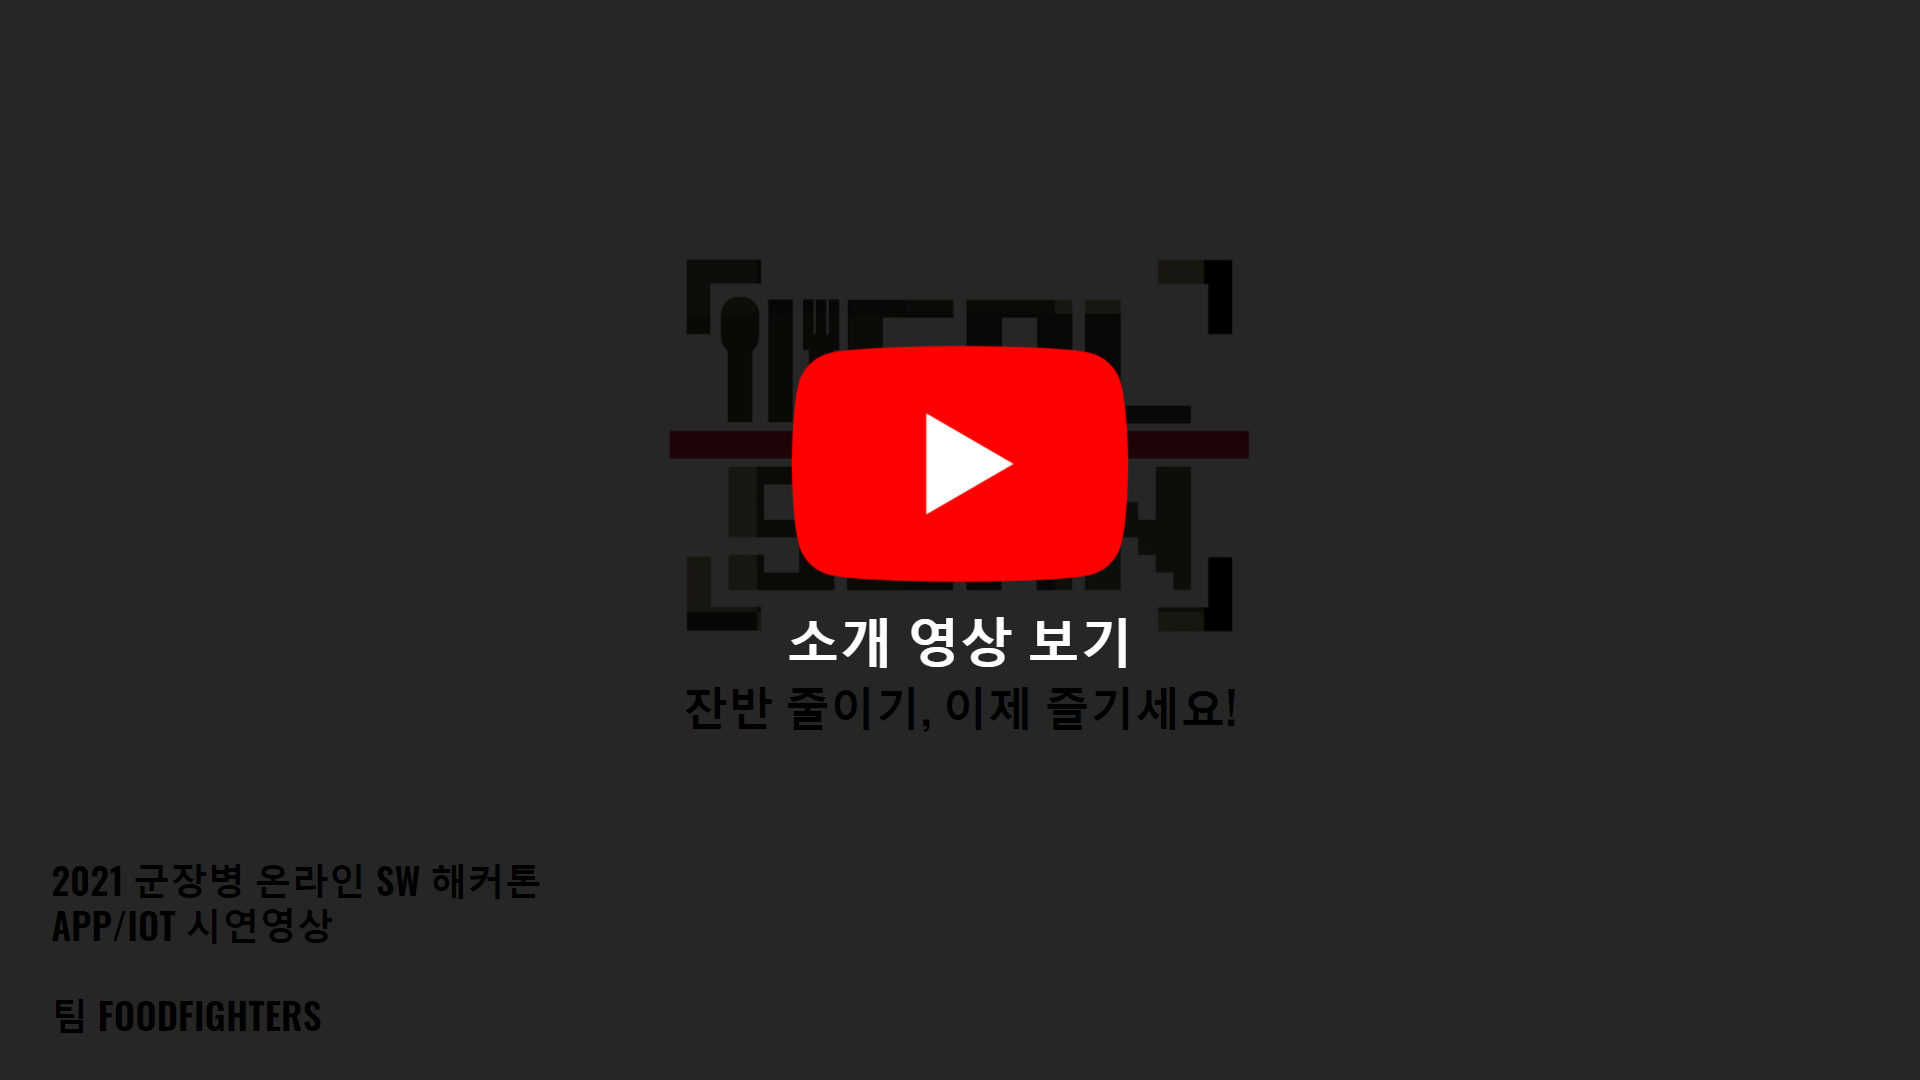 소개 영상 보기
잔반 줄이기, 이제 즐기세요!
2021 군장병 온라인 SW 해커톤
APP/IOT 시연영상
팀 FOODFIGHTERS